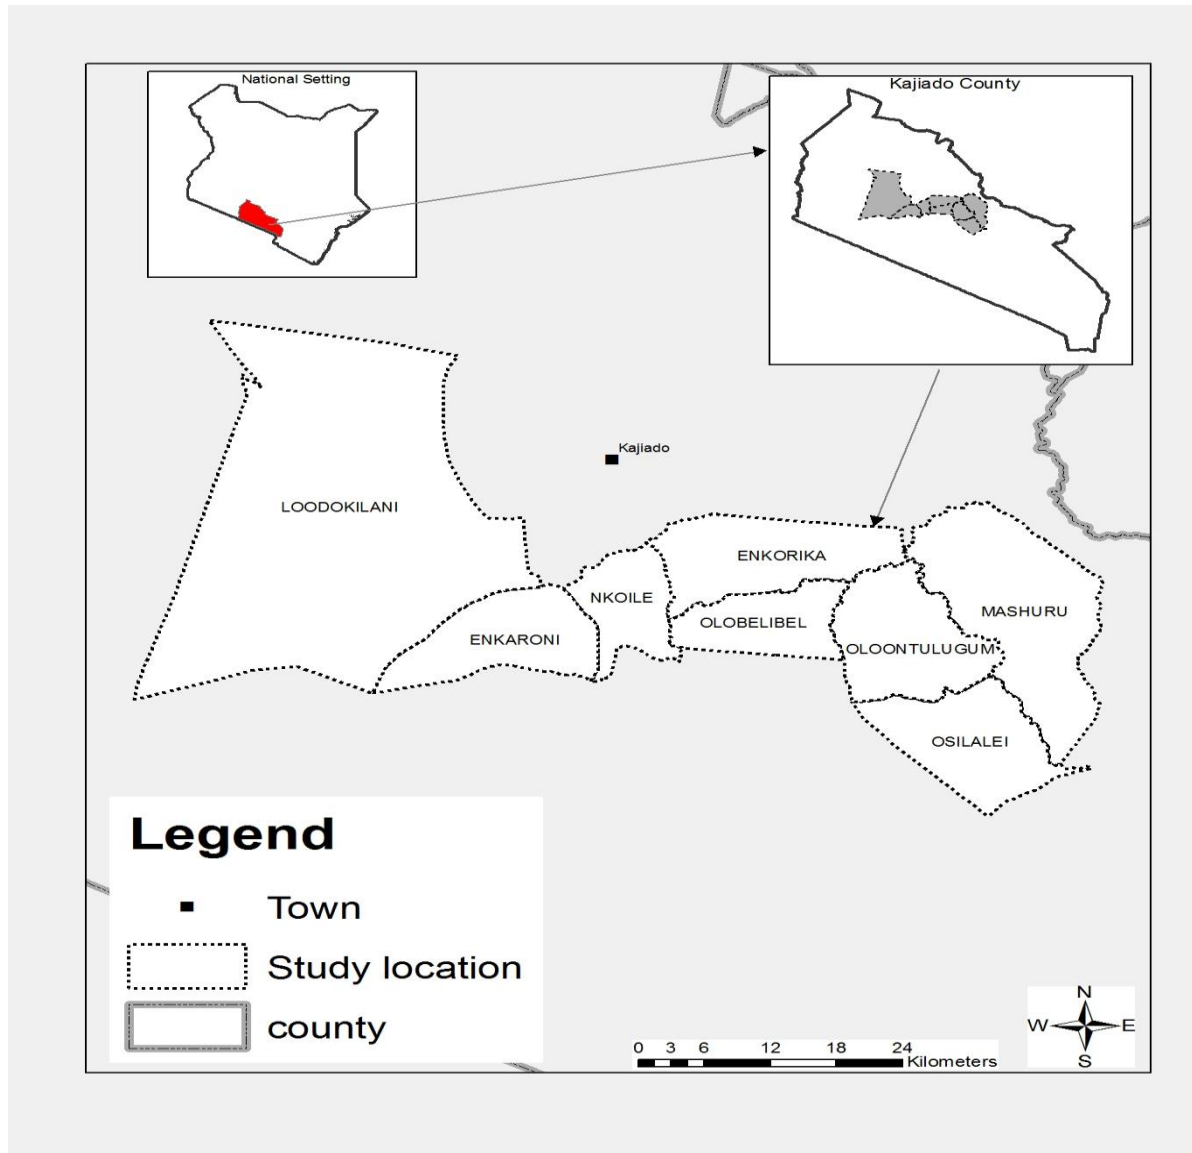 National Setting
Kajiado County
Kajiado
LOODOKILANI
ENKORIKA
NKOILE
MASHURU
OLOBELIBEL
ENKARONI
OLOONTULUGUM
OSILALEI
Legend
Town
Study location
county
N
W E
S
0 3 6 12 18 24
Kilometers